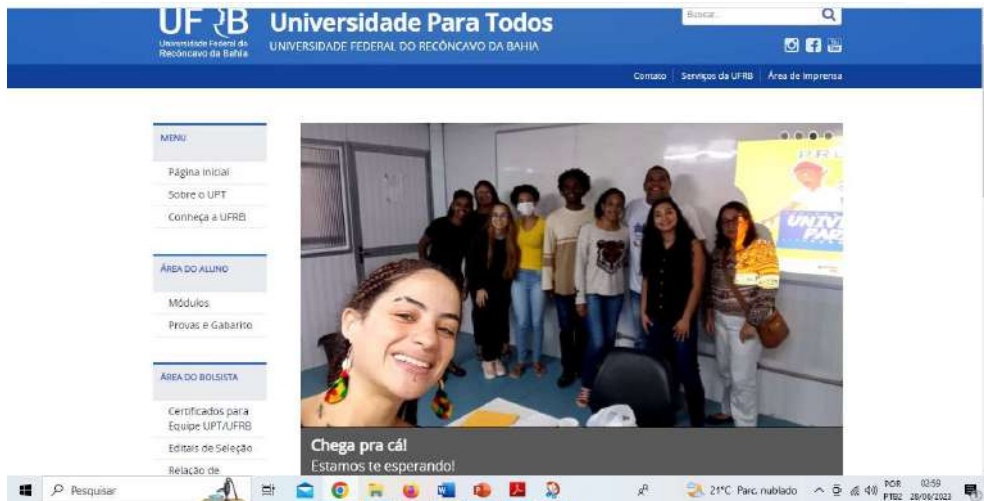 UFRB
Universidade Federal do
Recôncavo da Bahia
Universidade Para Todos
UNIVERSIDADE FEDERAL DO RECÔNCAVO DA BAHIA
Buscar...
Contato
Serviços da UFRB
Área de Imprensa
MENU
Página Inicial
Sobre o UPT
Conheça a UFRB
ÁREA DO ALUNO
Módulos
Provas e Gabarito
ÁREA DO BOLSISTA
Certificados para
Equipe UPT/UFRB
Editais de Seleção
Relação de
Chega pra cá!
Estamos te esperando!
Pesquisar
21°C Parc. nublado
POR
PTB2
02:59
28/06/2023